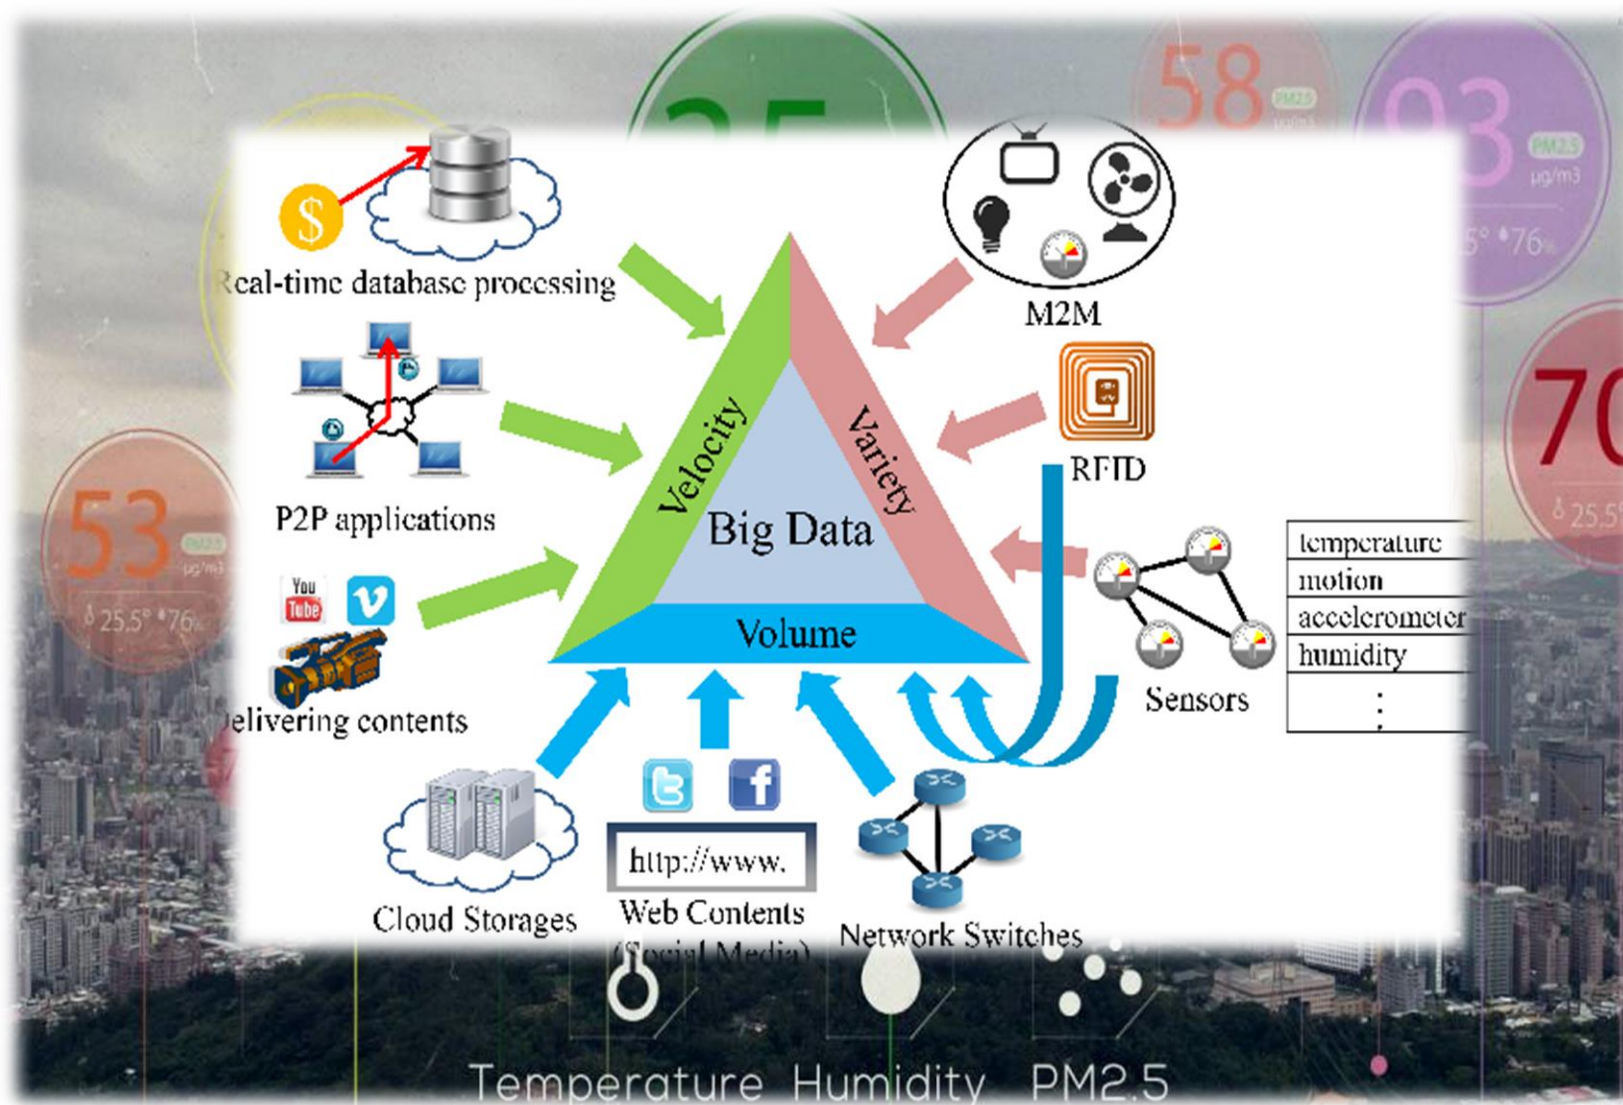 25
58
PM2.5
µg/m3
93
PM2.5
µg/m3
5° 76%
$
Real-time database processing
M2M
P2P applications
RFID
Velocity
Variety
Big Data
Volume
70
25.5
53
PM2.5
µg/m3
25.5° 76%
You
Tube
Delivering contents
temperature
motion
accelerometer
humidity
⋮
Sensors
Cloud Storages
http://www.
Web Contents
(Social Media)
Network Switches
Temperature Humidity PM2.5